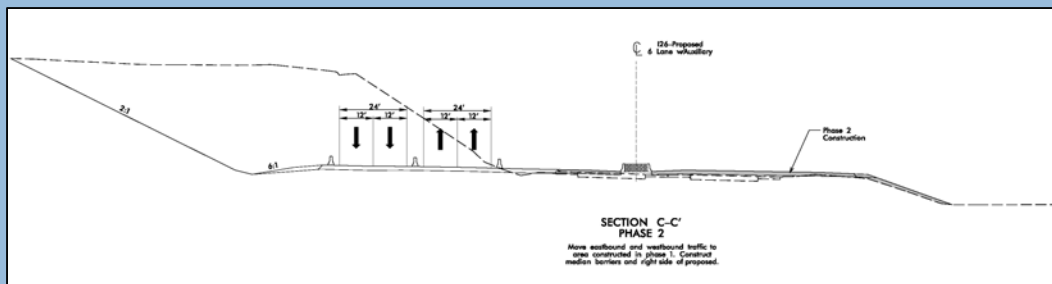 ℄ I26-Proposed
6 Lane w/Auxiliary
2:1
24'
24'
12' 12'
12' 12'
6:1
Phase 2
Construction
SECTION C-C'
PHASE 2
Move eastbound and westbound traffic to
area constructed in phase 1. Construct
median barriers and right side of proposed.